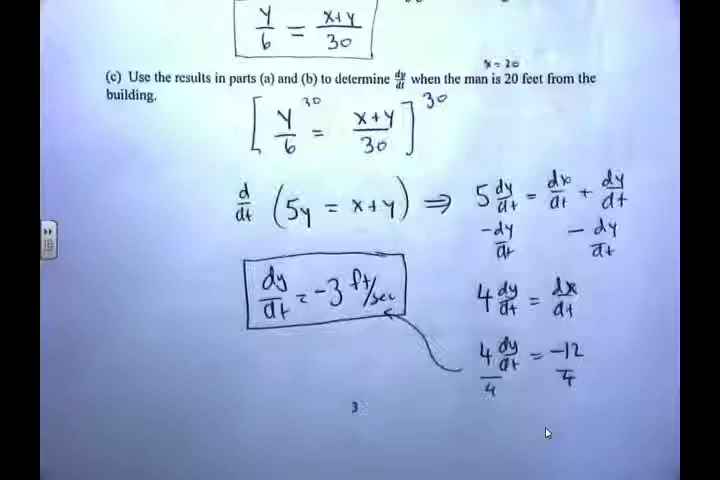 y/6 = x+y/30
x = 20
(c) Use the results in parts (a) and (b) to determine dy/dt when the man is 20 feet from the
building.
[ y/6 = x+y/30 ] 30
30
d/dt (5y = x+y) ⇒ 5 dy/dt = dx/dt + dy/dt
-dy/dt - dy/dt
dy/dt = -3 ft/sec
4 dy/dt = dx/dt
4 dy/dt / 4 = -12/4
3